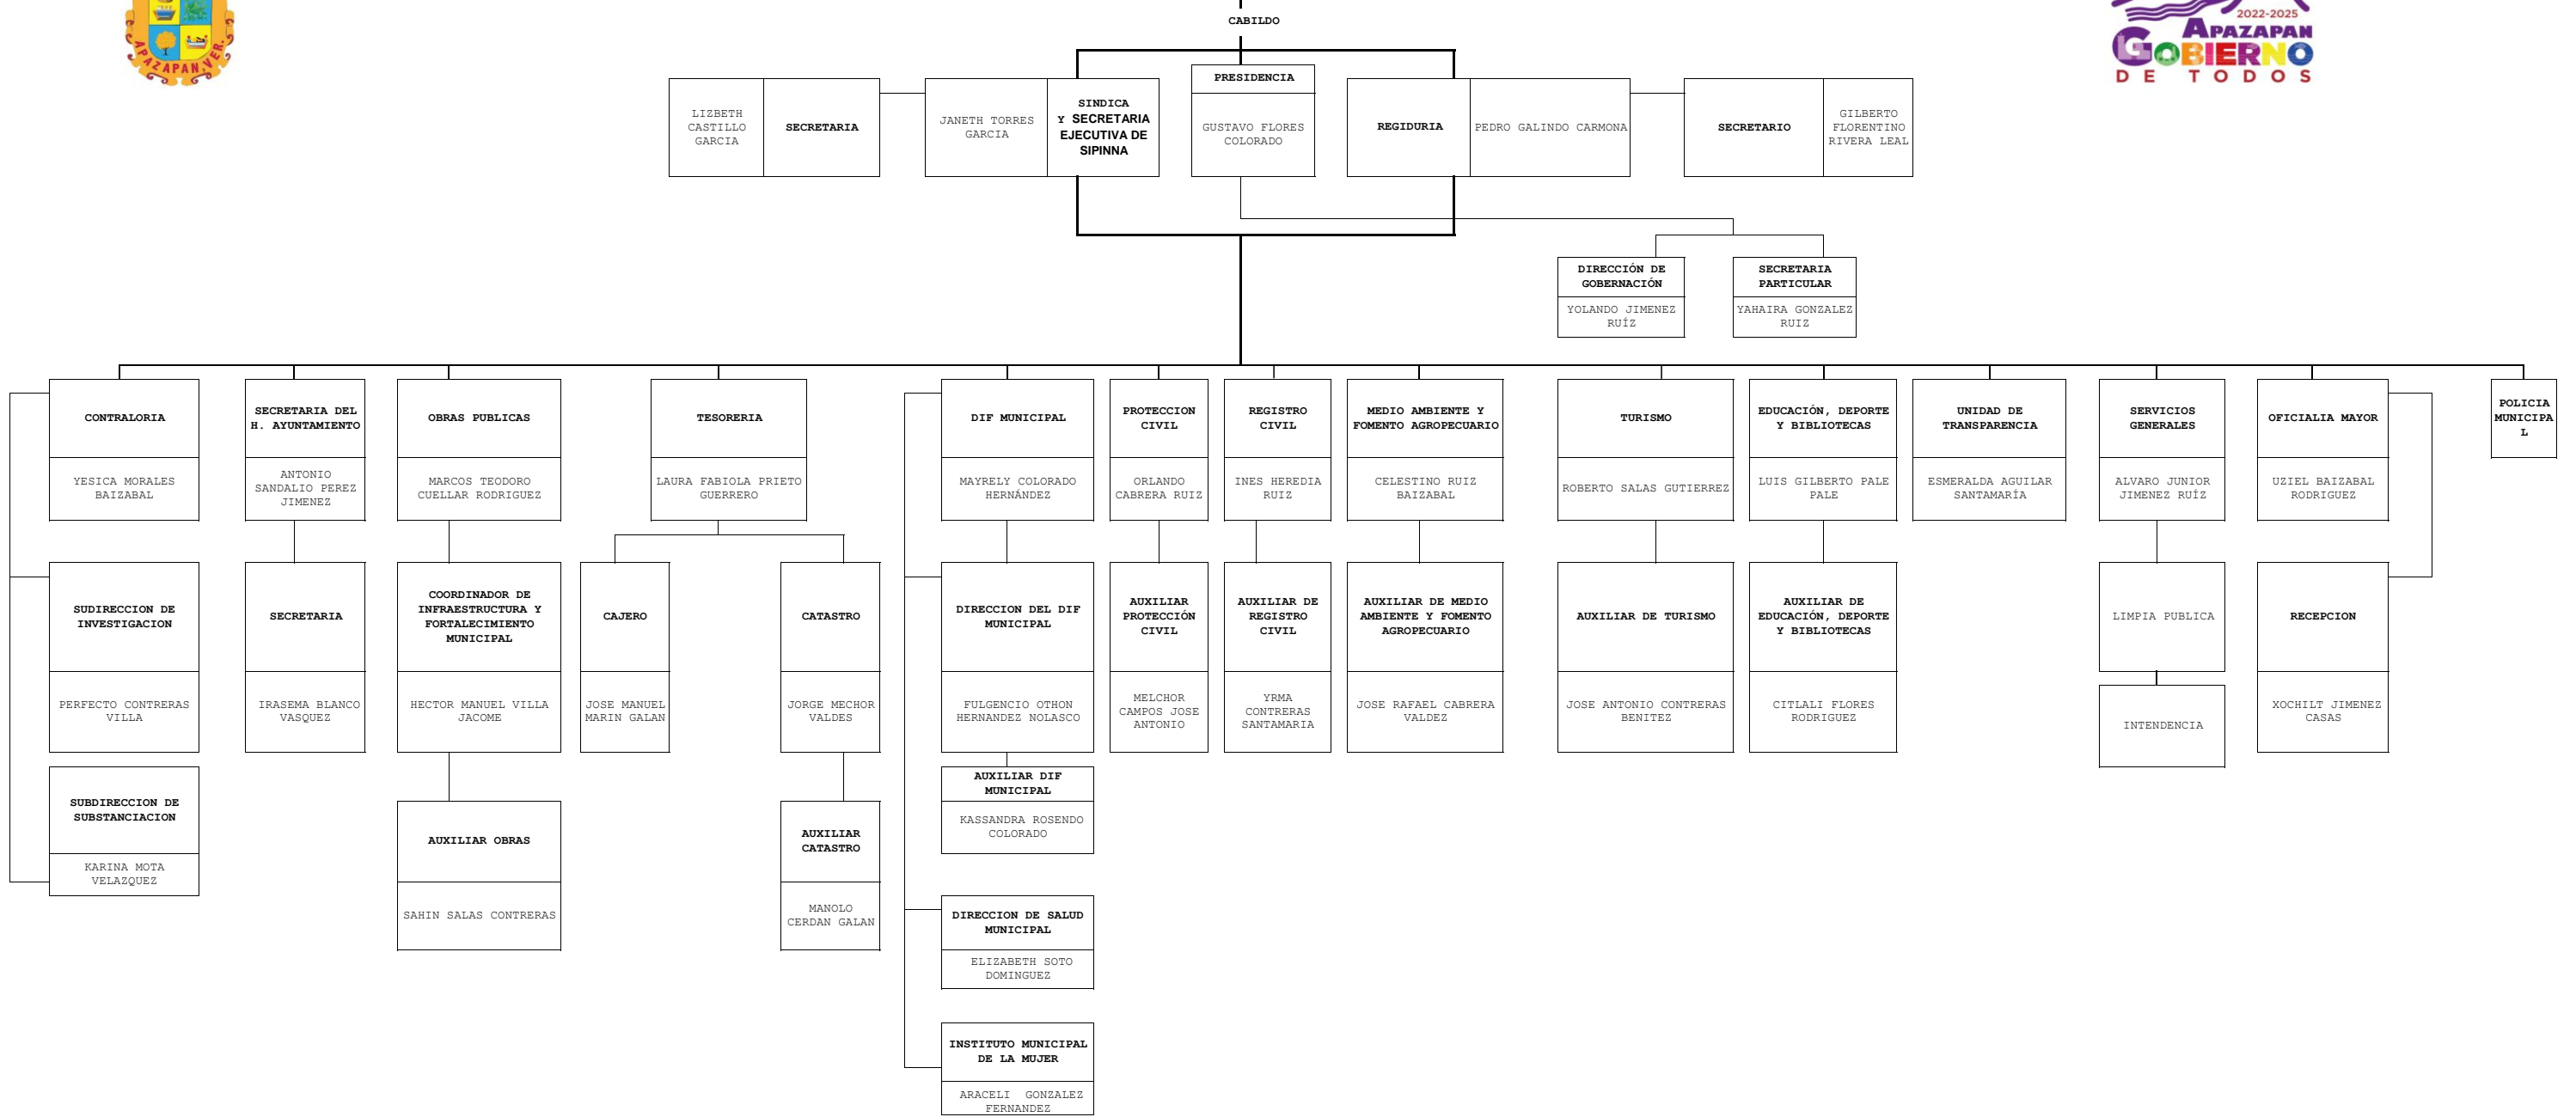 APAZAPAN, VER.
CABILDO
2022-2025
APAZAPAN
GOBIERNO
DE TODOS
LIZBETH
CASTILLO
GARCIA
SECRETARIA
JANETH TORRES
GARCIA
SINDICA
Y SECRETARIA
EJECUTIVA DE
SIPINNA
PRESIDENCIA
GUSTAVO FLORES
COLORADO
REGIDURIA
PEDRO GALINDO CARMONA
SECRETARIO
GILBERTO
FLORENTINO
RIVERA LEAL
DIRECCIÓN DE
GOBERNACIÓN
YOLANDO JIMENEZ
RUÍZ
SECRETARIA
PARTICULAR
YAHAIRA GONZALEZ
RUIZ
CONTRALORIA
YESICA MORALES
BAIZABAL
SECRETARIA DEL
H. AYUNTAMIENTO
ANTONIO
SANDALIO PEREZ
JIMENEZ
OBRAS PUBLICAS
MARCOS TEODORO
CUELLAR RODRIGUEZ
TESORERIA
LAURA FABIOLA PRIETO
GUERRERO
DIF MUNICIPAL
MAYRELY COLORADO
HERNÁNDEZ
PROTECCION
CIVIL
ORLANDO
CABRERA RUIZ
REGISTRO
CIVIL
INES HEREDIA
RUIZ
MEDIO AMBIENTE Y
FOMENTO AGROPECUARIO
CELESTINO RUIZ
BAIZABAL
TURISMO
ROBERTO SALAS GUTIERREZ
EDUCACIÓN, DEPORTE
Y BIBLIOTECAS
LUIS GILBERTO PALE
PALE
UNIDAD DE
TRANSPARENCIA
ESMERALDA AGUILAR
SANTAMARÍA
SERVICIOS
GENERALES
ALVARO JUNIOR
JIMENEZ RUÍZ
OFICIALIA MAYOR
UZIEL BAIZABAL
RODRIGUEZ
POLICIA
MUNICIPA
L
SUDIRECCION DE
INVESTIGACION
PERFECTO CONTRERAS
VILLA
SECRETARIA
IRASEMA BLANCO
VASQUEZ
COORDINADOR DE
INFRAESTRUCTURA Y
FORTALECIMIENTO
MUNICIPAL
HECTOR MANUEL VILLA
JACOME
CAJERO
JOSE MANUEL
MARIN GALAN
CATASTRO
JORGE MECHOR
VALDES
DIRECCION DEL DIF
MUNICIPAL
FULGENCIO OTHON
HERNANDEZ NOLASCO
AUXILIAR
PROTECCIÓN
CIVIL
MELCHOR
CAMPOS JOSE
ANTONIO
AUXILIAR DE
REGISTRO
CIVIL
YRMA
CONTRERAS
SANTAMARIA
AUXILIAR DE MEDIO
AMBIENTE Y FOMENTO
AGROPECUARIO
JOSE RAFAEL CABRERA
VALDEZ
AUXILIAR DE TURISMO
JOSE ANTONIO CONTRERAS
BENITEZ
AUXILIAR DE
EDUCACIÓN, DEPORTE
Y BIBLIOTECAS
CITLALI FLORES
RODRIGUEZ
LIMPIA PUBLICA
INTENDENCIA
RECEPCION
XOCHILT JIMENEZ
CASAS
SUBDIRECCION DE
SUBSTANCIACION
KARINA MOTA
VELAZQUEZ
AUXILIAR OBRAS
SAHIN SALAS CONTRERAS
AUXILIAR
CATASTRO
MANOLO
CERDAN GALAN
AUXILIAR DIF
MUNICIPAL
KASSANDRA ROSENDO
COLORADO
DIRECCION DE SALUD
MUNICIPAL
ELIZABETH SOTO
DOMINGUEZ
INSTITUTO MUNICIPAL
DE LA MUJER
ARACELI  GONZALEZ
FERNANDEZ